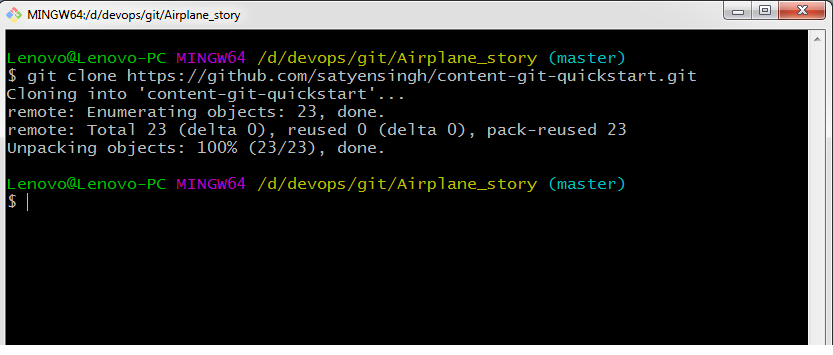 MINGW64:/d/devops/git/Airplane_story
Lenovo@Lenovo-PC MINGW64 /d/devops/git/Airplane_story (master)
$ git clone https://github.com/satyensingh/content-git-quickstart.git
Cloning into 'content-git-quickstart'...
remote: Enumerating objects: 23, done.
remote: Total 23 (delta 0), reused 0 (delta 0), pack-reused 23
Unpacking objects: 100% (23/23), done.
Lenovo@Lenovo-PC MINGW64 /d/devops/git/Airplane_story (master)
$